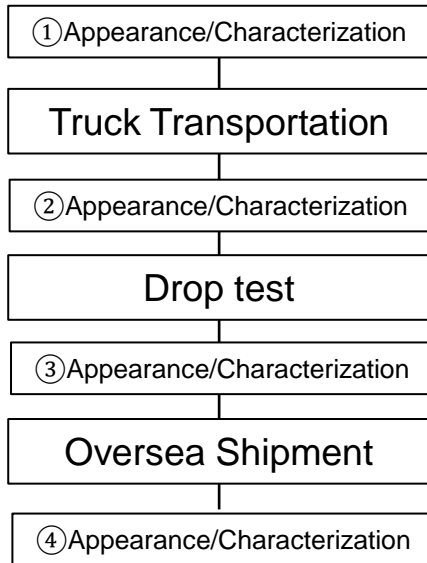 ①Appearance/Characterization
Truck Transportation
②Appearance/Characterization
Drop test
③Appearance/Characterization
Oversea Shipment
④Appearance/Characterization